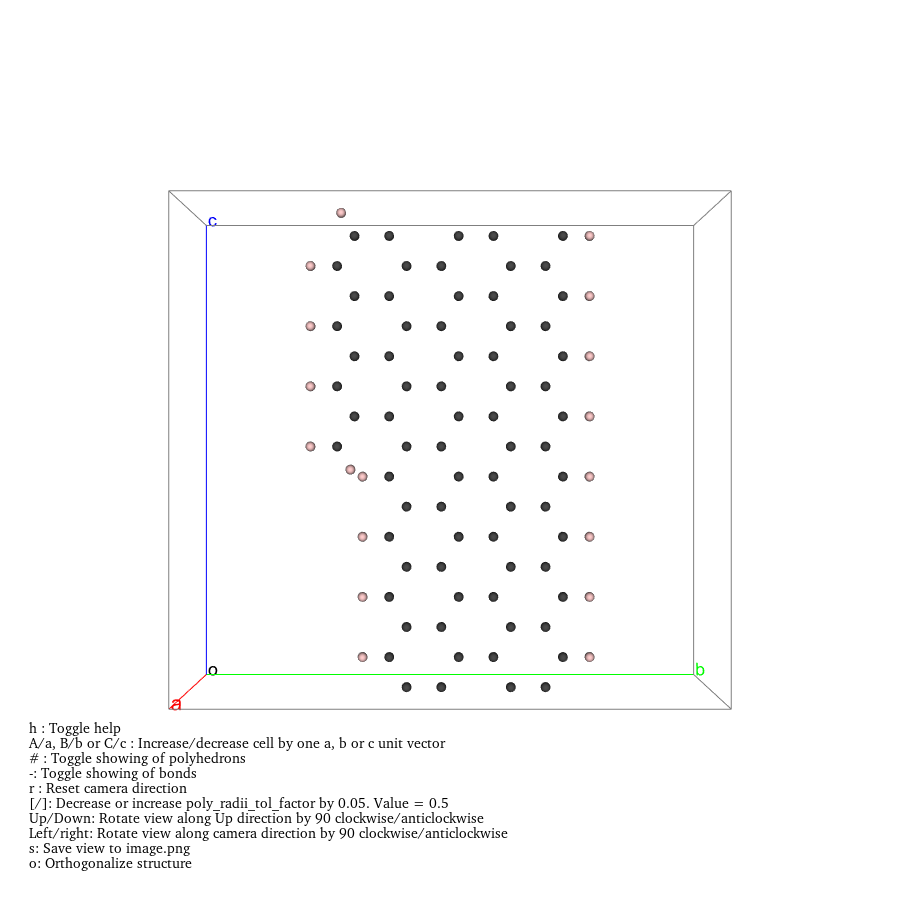 c
o
b
a
h : Toggle help
A/a, B/b or C/c : Increase/decrease cell by one a, b or c unit vector
# : Toggle showing of polyhedrons
-: Toggle showing of bonds
r : Reset camera direction
[/]: Decrease or increase poly_radii_tol_factor by 0.05. Value = 0.5
Up/Down: Rotate view along Up direction by 90 clockwise/anticlockwise
Left/right: Rotate view along camera direction by 90 clockwise/anticlockwise
s: Save view to image.png
o: Orthogonalize structure